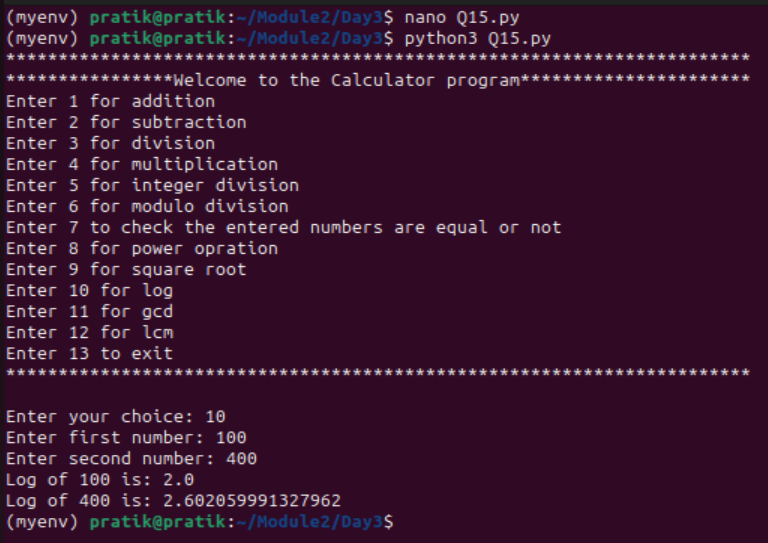 (myenv) pratik@pratik:~/Module2/Day3$ nano Q15.py
(myenv) pratik@pratik:~/Module2/Day3$ python3 Q15.py
***********************************************************************
****************Welcome to the Calculator program**********************
Enter 1 for addition
Enter 2 for subtraction
Enter 3 for division
Enter 4 for multiplication
Enter 5 for integer division
Enter 6 for modulo division
Enter 7 to check the entered numbers are equal or not
Enter 8 for power opration
Enter 9 for square root
Enter 10 for log
Enter 11 for gcd
Enter 12 for lcm
Enter 13 to exit
***********************************************************************
Enter your choice: 10
Enter first number: 100
Enter second number: 400
Log of 100 is: 2.0
Log of 400 is: 2.602059991327962
(myenv) pratik@pratik:~/Module2/Day3$